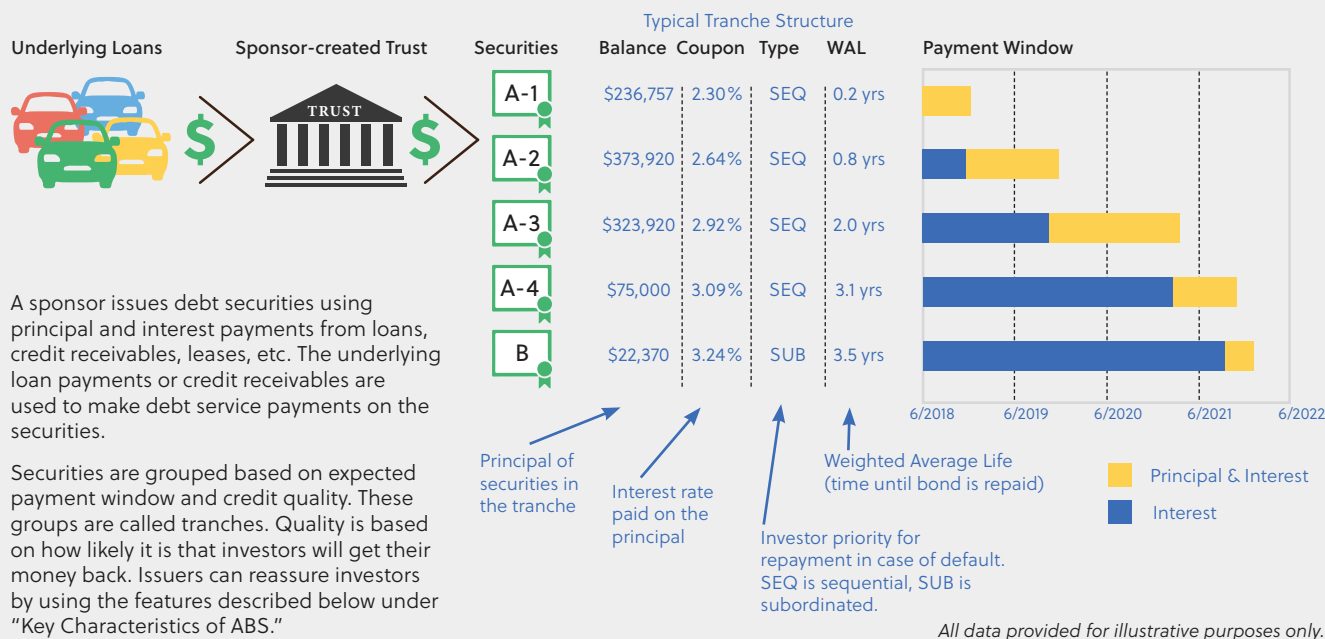 Typical Tranche Structure
Underlying Loans
Sponsor-created Trust
Securities
Balance Coupon Type WAL
Payment Window
TRUST
$
$
A-1 $236,757 2.30% SEQ 0.2 yrs
A-2 $373,920 2.64% SEQ 0.8 yrs
A-3 $323,920 2.92% SEQ 2.0 yrs
A-4 $75,000 3.09% SEQ 3.1 yrs
B $22,370 3.24% SUB 3.5 yrs
6/2018 6/2019 6/2020 6/2021 6/2022
A sponsor issues debt securities using
principal and interest payments from loans,
credit receivables, leases, etc. The underlying
loan payments or credit receivables are
used to make debt service payments on the
securities.
Securities are grouped based on expected
payment window and credit quality. These
groups are called tranches. Quality is based
on how likely it is that investors will get their
money back. Issuers can reassure investors
by using the features described below under
“Key Characteristics of ABS.”
Principal of
securities in
the tranche
Interest rate
paid on the
principal
Investor priority for
repayment in case of default.
SEQ is sequential, SUB is
subordinated.
Weighted Average Life
(time until bond is repaid)
Principal & Interest
Interest
All data provided for illustrative purposes only.